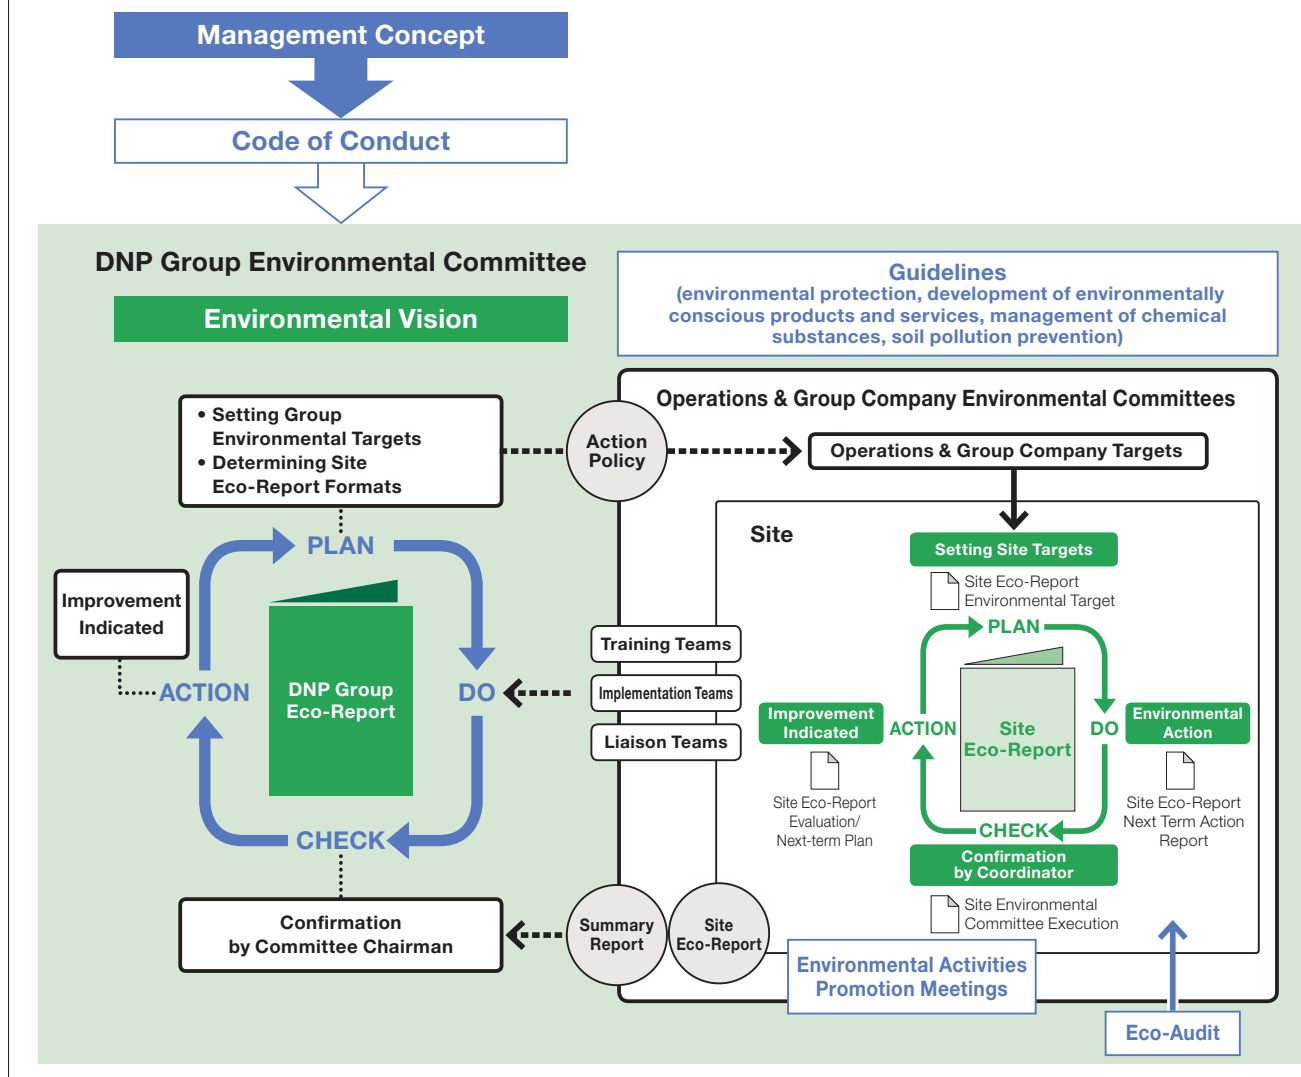 Management Concept
Code of Conduct
DNP Group Environmental Committee
Environmental Vision
Guidelines
(environmental protection, development of environmentally
conscious products and services, management of chemical
substances, soil pollution prevention)
• Setting Group
Environmental Targets
• Determining Site
Eco-Report Formats
Action
Policy
Operations & Group Company Environmental Committees
Operations & Group Company Targets
PLAN
Improvement
Indicated
ACTION
DNP Group
Eco-Report
DO
CHECK
Confirmation
by Committee Chairman
Training Teams
Implementation Teams
Liaison Teams
Summary
Report
Site
Eco-Report
Site
Setting Site Targets
Site Eco-Report
Environmental Target
PLAN
Improvement
Indicated
ACTION
Site
Eco-Report
DO
Environmental
Action
Site Eco-Report
Evaluation/
Next-term Plan
Site Eco-Report
Next Term Action
Report
CHECK
Confirmation
by Coordinator
Site Environmental
Committee Execution
Environmental Activities
Promotion Meetings
Eco-Audit